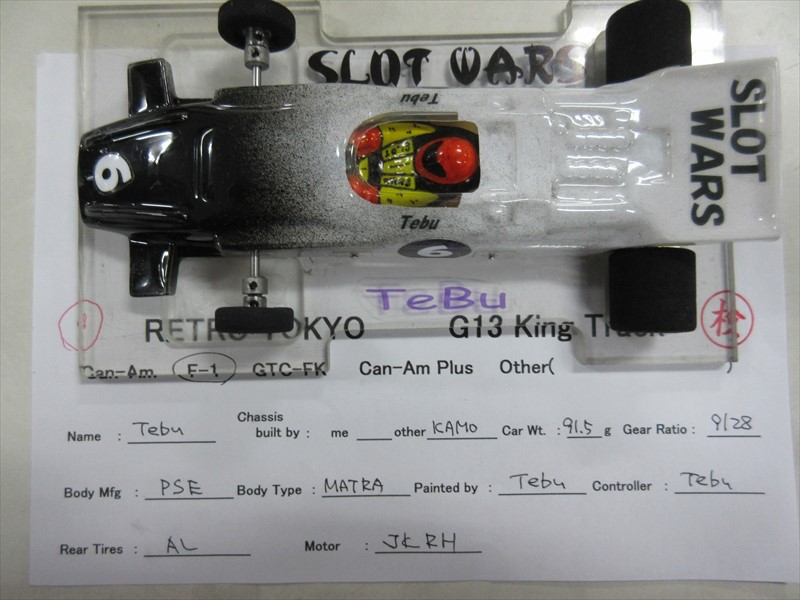 SLOT WARS
Tebu
6
SLOT
WARS
Tebu
6
TeBu
RETRO TOKYO G13 King Track
松
Can-Am F-1 GTC-FK Can-Am Plus Other( )
Name : Tebu Chassis built by : me other KAMO Car Wt. : 91.5 g Gear Ratio : 9/28
Body Mfg : PSE Body Type : MATRA Painted by : Tebu Controller : Tebu
Rear Tires : AL Motor : JKRH